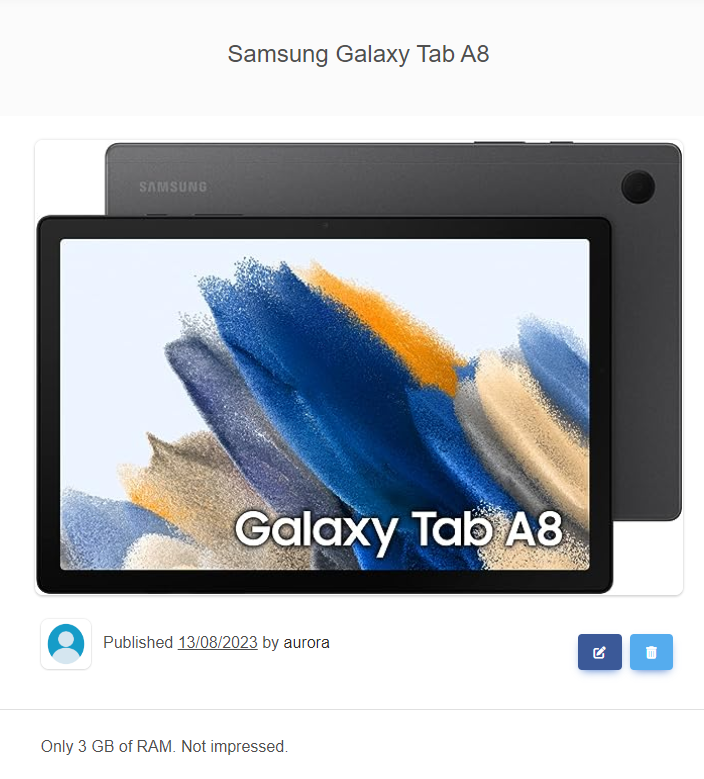 Samsung Galaxy Tab A8
SAMSUNG
Galaxy Tab A8
Published 13/08/2023 by aurora
Only 3 GB of RAM. Not impressed.